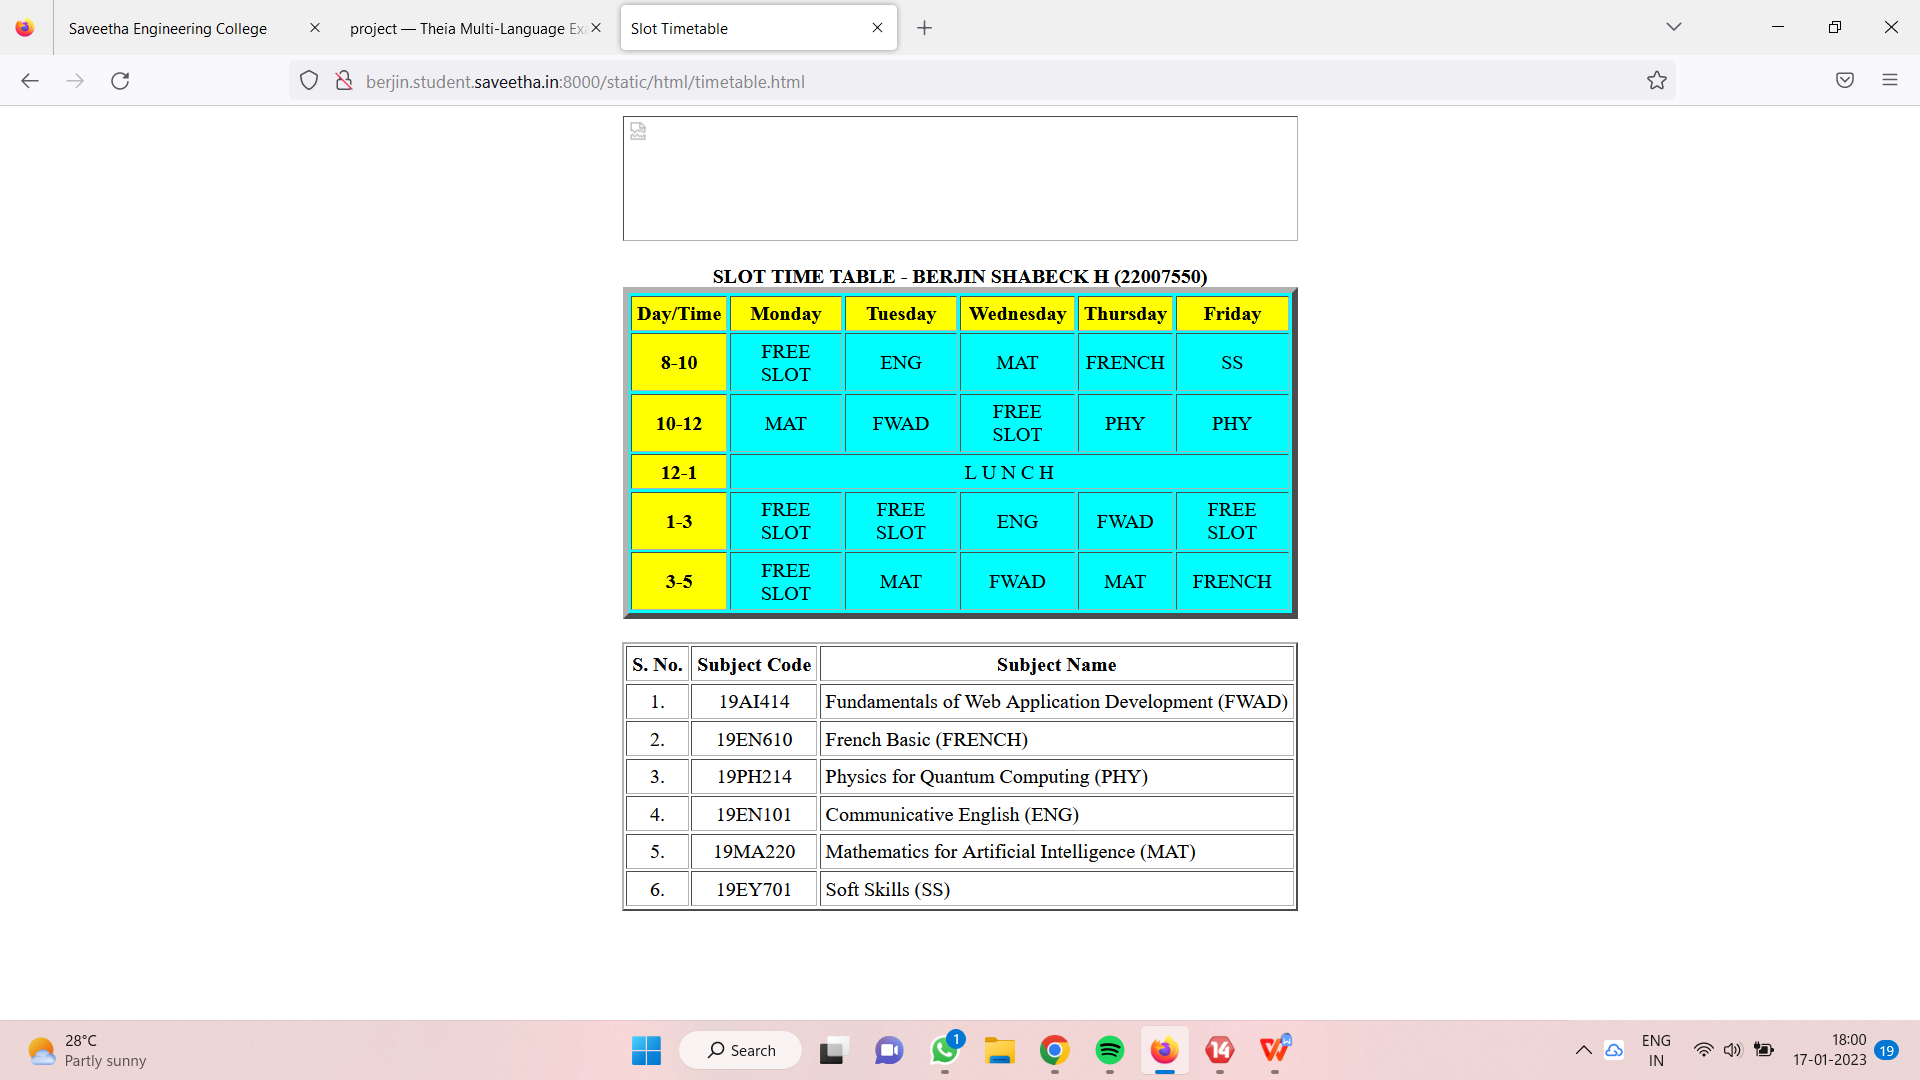 Saveetha Engineering College
project — Theia Multi-Language Ex
Slot Timetable
berjin.student.saveetha.in:8000/static/html/timetable.html
SLOT TIME TABLE - BERJIN SHABECK H (22007550)
Day/Time Monday Tuesday Wednesday Thursday Friday
8-10 FREE SLOT ENG MAT FRENCH SS
10-12 MAT FWAD FREE SLOT PHY PHY
12-1 L U N C H
1-3 FREE SLOT FREE SLOT ENG FWAD FREE SLOT
3-5 FREE SLOT MAT FWAD MAT FRENCH
S. No. Subject Code Subject Name
1. 19AI414 Fundamentals of Web Application Development (FWAD)
2. 19EN610 French Basic (FRENCH)
3. 19PH214 Physics for Quantum Computing (PHY)
4. 19EN101 Communicative English (ENG)
5. 19MA220 Mathematics for Artificial Intelligence (MAT)
6. 19EY701 Soft Skills (SS)
28°C
Partly sunny
Search
1
14
W
ENG
IN
18:00
17-01-2023
19